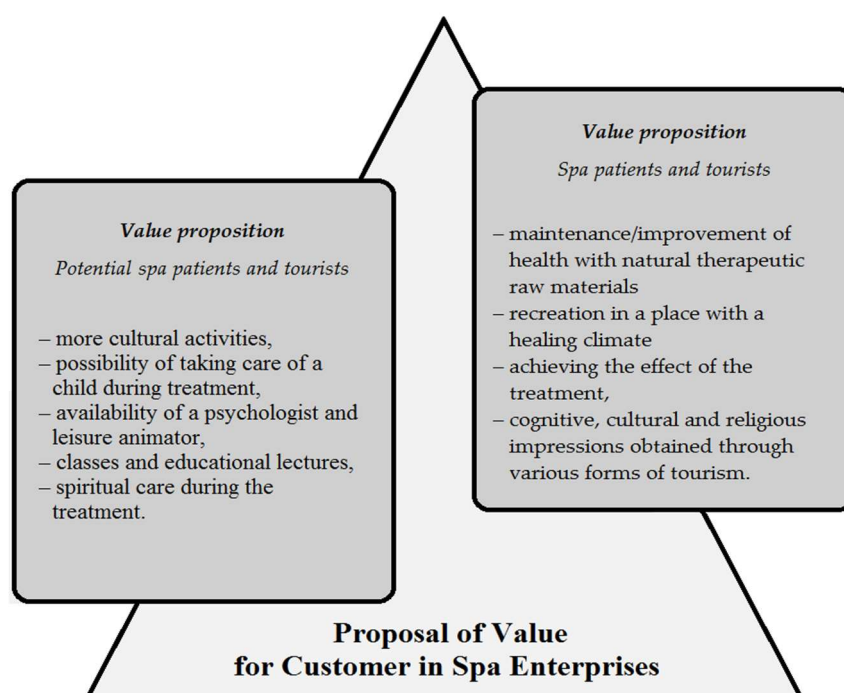 Value proposition
Potential spa patients and tourists
– more cultural activities,
– possibility of taking care of a
child during treatment,
– availability of a psychologist and
leisure animator,
– classes and educational lectures,
– spiritual care during the
treatment.
Value proposition
Spa patients and tourists
– maintenance/improvement of
health with natural therapeutic
raw materials
– recreation in a place with a
healing climate
– achieving the effect of the
treatment,
– cognitive, cultural and religious
impressions obtained through
various forms of tourism.
Proposal of Value
for Customer in Spa Enterprises